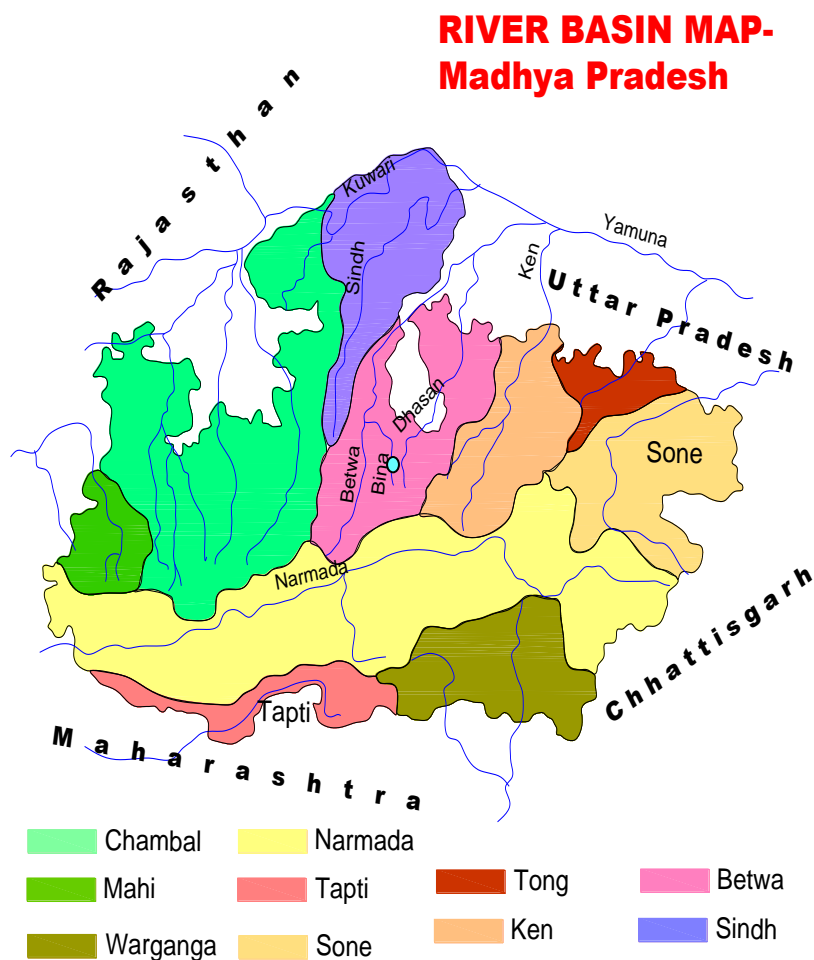 RIVER BASIN MAP-
Madhya Pradesh
Rajasthan
Kuwari
Yamuna
Sindh
Ken
Uttar Pradesh
Dhasan
Betwa
Bina
Sone
Narmada
Chhattisgarh
Tapti
Maharashtra
Chambal
Narmada
Mahi
Tapti
Tong
Betwa
Warganga
Sone
Ken
Sindh